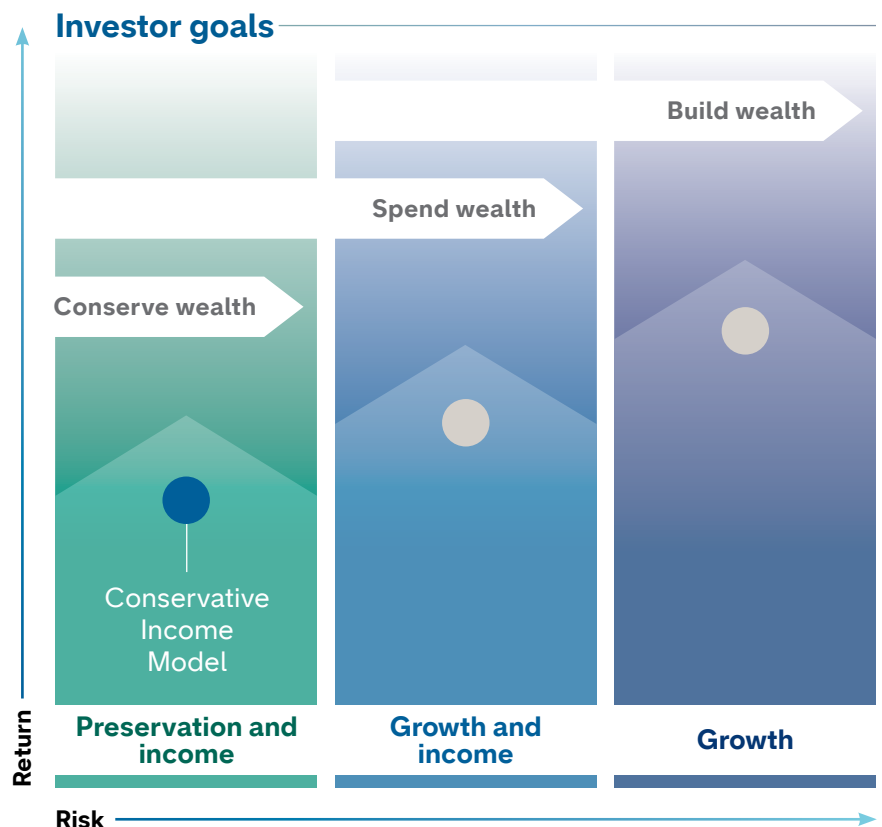 Investor goals
Build wealth
Spend wealth
Conserve wealth
Conservative
Income
Model
Preservation and
income
Growth and
income
Growth
Return
Risk